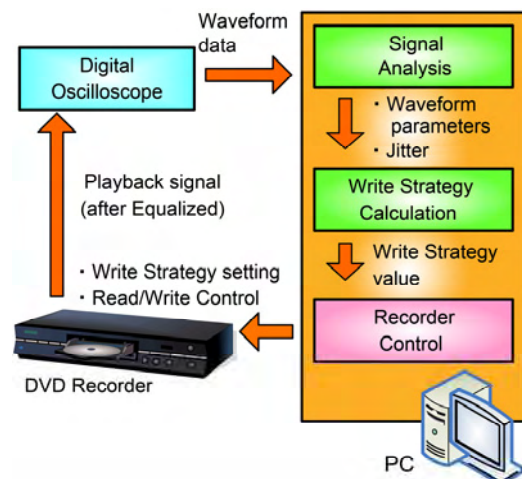 Waveform
data
Digital
Oscilloscope
Signal
Analysis
・Waveform
parameters
・Jitter
Playback signal
(after Equalized)
Write Strategy
Calculation
Write Strategy
value
・Write Strategy setting
・Read/Write Control
Recorder
Control
DVD Recorder
PC